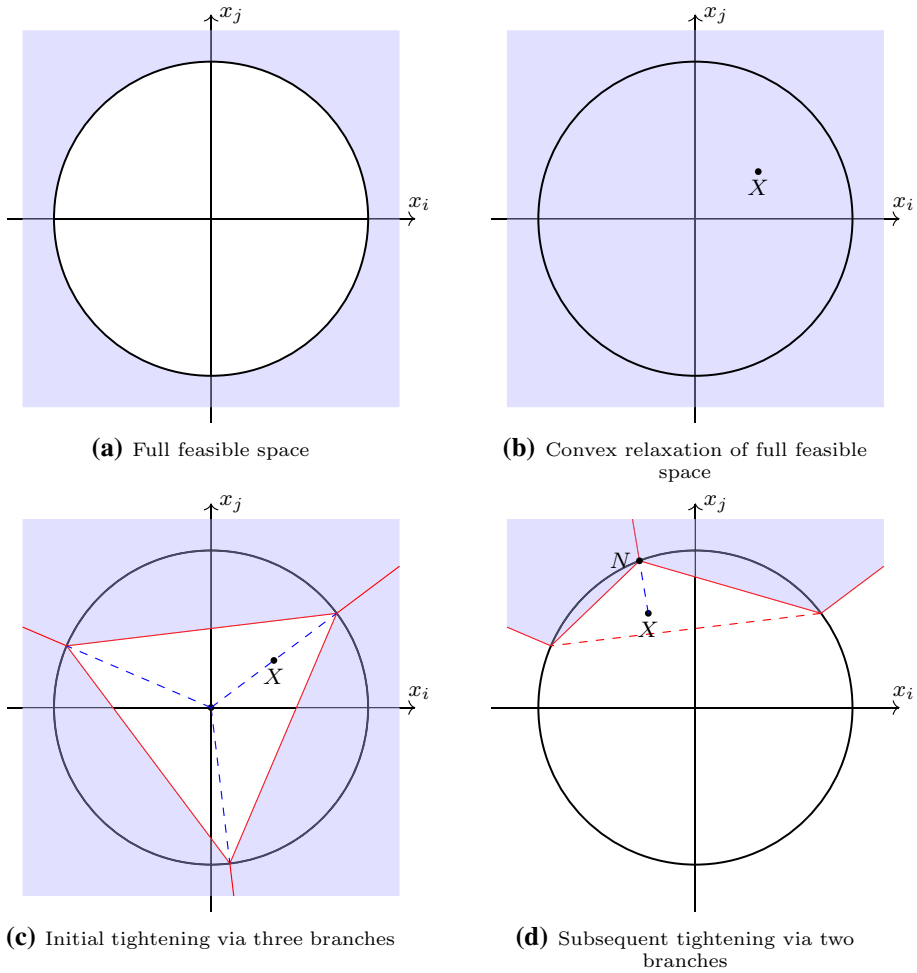 x_j
x_i
(a) Full feasible space
x_j
x_i
X
(b) Convex relaxation of full feasible
space
x_j
x_i
X
(c) Initial tightening via three branches
x_j
x_i
N
X
(d) Subsequent tightening via two
branches